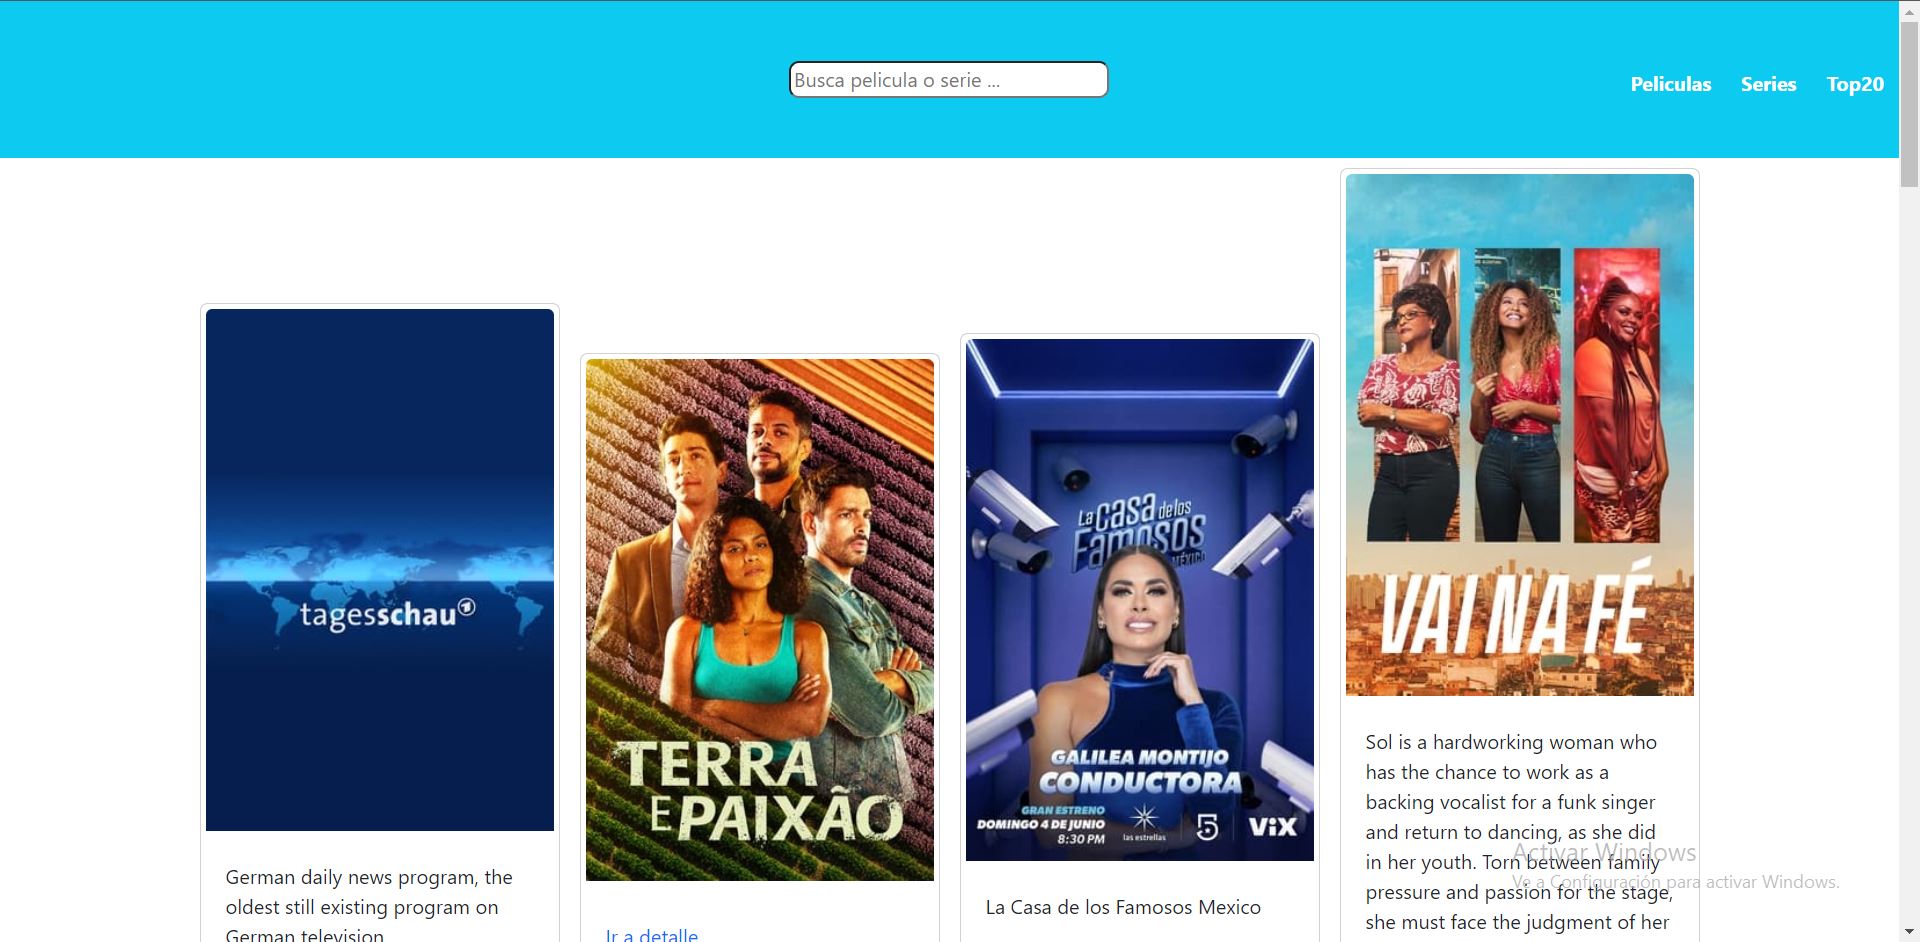 Busca pelicula o serie ...
Peliculas
Series
Top20
tagesschau
German daily news program, the
oldest still existing program on
German television
TERRA
E PAIXÃO
Ir a detalle
La casa de los
Famosos
MÉXICO
GALILEA MONTIJO
CONDUCTORA
GRAN ESTRENO
DOMINGO 4 DE JUNIO
8:30 PM
las estrellas
5
ViX
La Casa de los Famosos Mexico
VAI NA FÉ
Sol is a hardworking woman who
has the chance to work as a
backing vocalist for a funk singer
and return to dancing, as she did
in her youth. Torn between family
pressure and passion for the stage,
she must face the judgment of her
Activar Windows
Ve a Configuración para activar Windows.